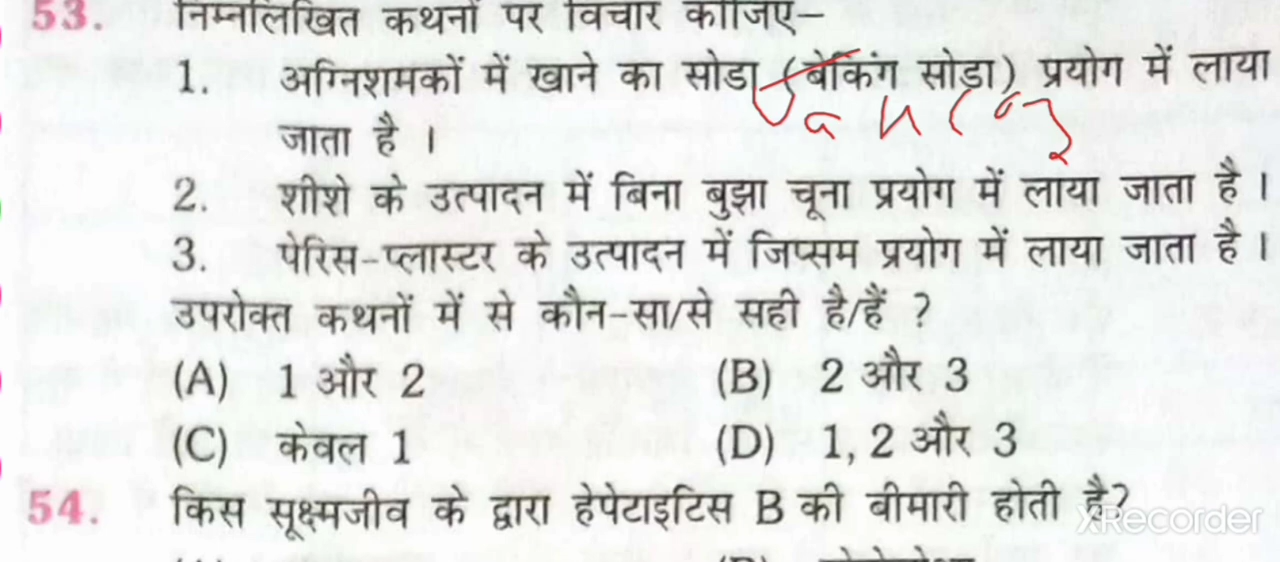 53. निम्नलिखित कथनों पर विचार कीजिए–
1. अग्निशमकों में खाने का सोडा (बेकिंग सोडा) प्रयोग में लाया
जाता है ।
2. शीशे के उत्पादन में बिना बुझा चूना प्रयोग में लाया जाता है ।
3. पेरिस-प्लास्टर के उत्पादन में जिप्सम प्रयोग में लाया जाता है ।
उपरोक्त कथनों में से कौन-सा/से सही है/हैं ?
(A) 1 और 2 (B) 2 और 3
(C) केवल 1 (D) 1, 2 और 3
54. किस सूक्ष्मजीव के द्वारा हेपेटाइटिस B की बीमारी होती है?
XRecorder